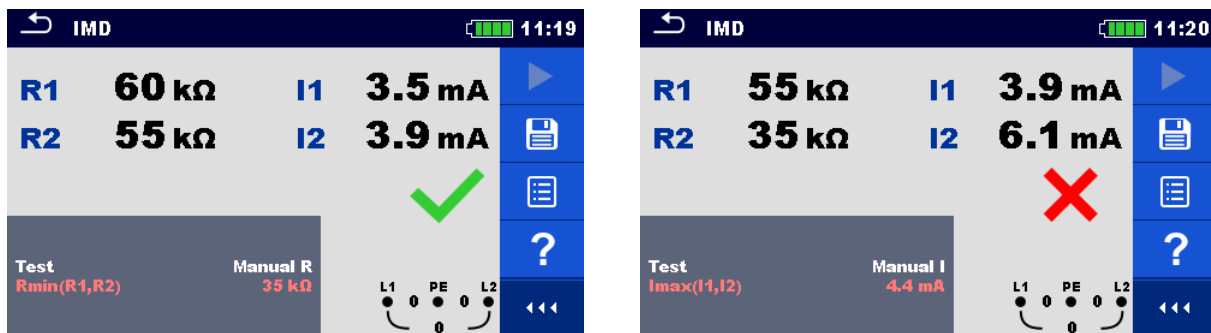 IMD 11:19
R1 60 kΩ I1 3.5 mA
R2 55 kΩ I2 3.9 mA
?
Test Manual R
Rmin(R1,R2) 35 kΩ
L1 PE L2
0 0
0
IMD 11:20
R1 55 kΩ I1 3.9 mA
R2 35 kΩ I2 6.1 mA
?
Test Manual I
Imax(I1,I2) 4.4 mA
L1 PE L2
0 0
0